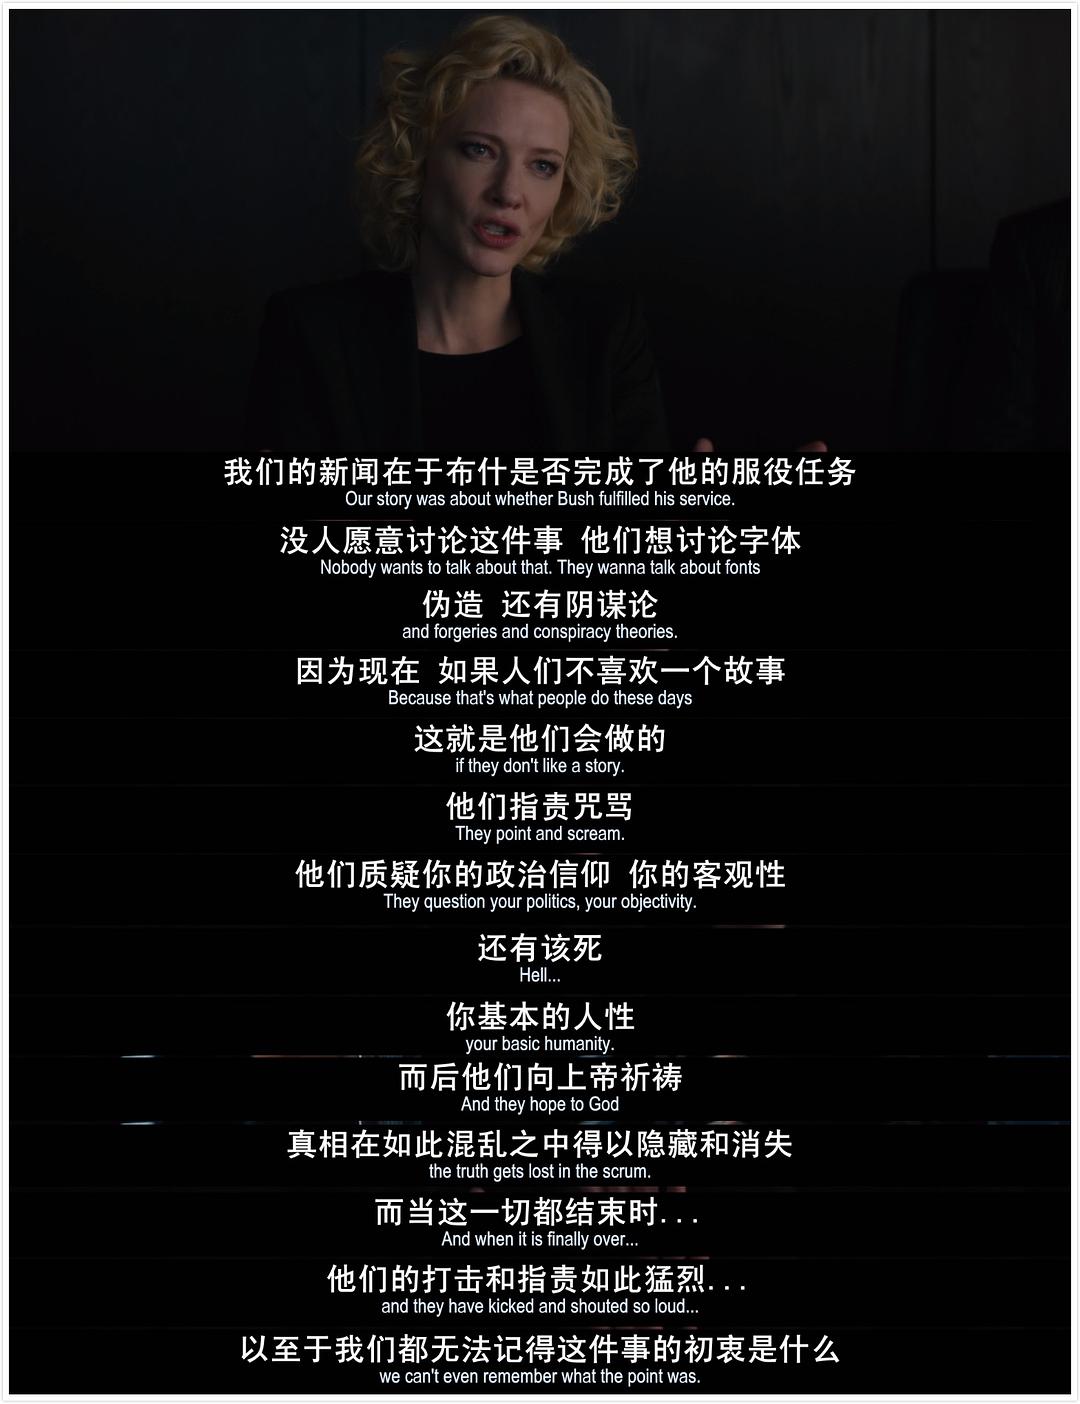 我们的新闻在于布什是否完成了他的服役任务
Our story was about whether Bush fulfilled his service.
没人愿意讨论这件事 他们想讨论字体
Nobody wants to talk about that. They wanna talk about fonts
伪造 还有阴谋论
and forgeries and conspiracy theories.
因为现在 如果人们不喜欢一个故事
Because that's what people do these days
这就是他们会做的
if they don't like a story.
他们指责咒骂
They point and scream.
他们质疑你的政治信仰 你的客观性
They question your politics, your objectivity.
还有该死
Hell...
你基本的人性
your basic humanity.
而后他们向上帝祈祷
And they hope to God
真相在如此混乱之中得以隐藏和消失
the truth gets lost in the scrum.
而当这一切都结束时...
And when it is finally over...
他们的打击和指责如此猛烈...
and they have kicked and shouted so loud...
以至于我们都无法记得这件事的初衷是什么
we can't even remember what the point was.